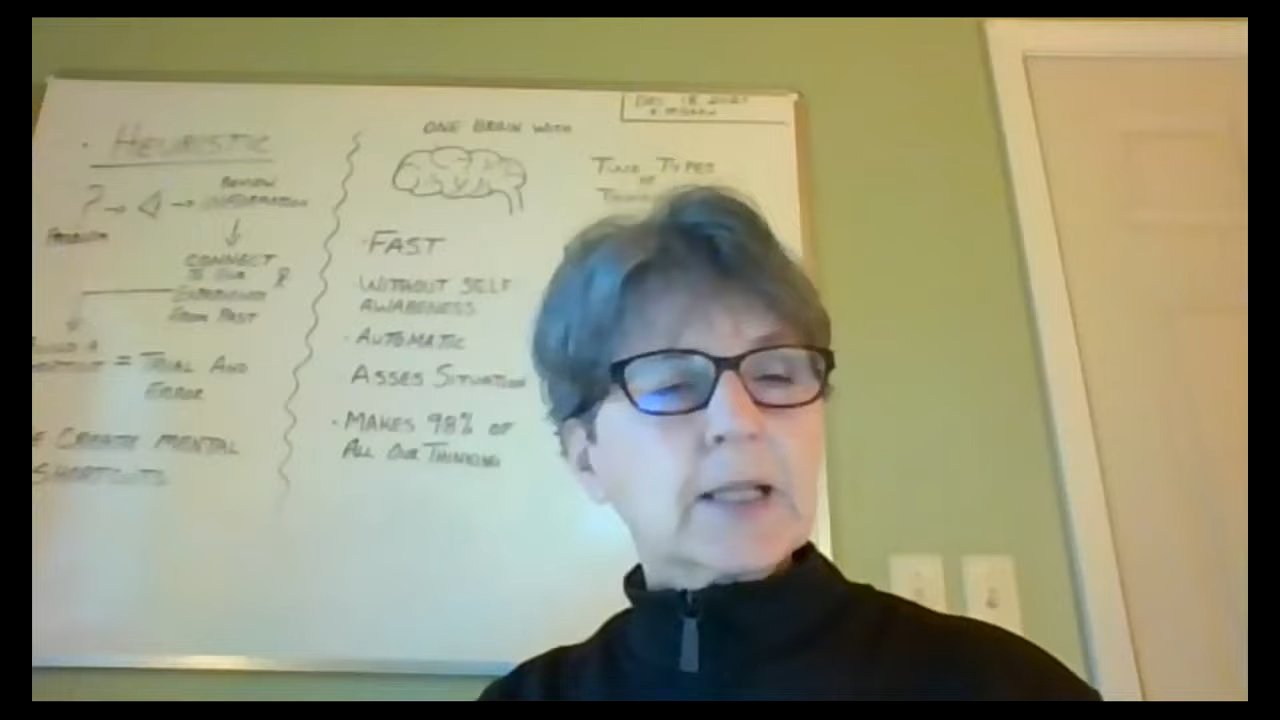 · HEURISTIC
? → ◁ → REVIEW
INFORMATION
PROBLEM
↓
CONNECT
TO OUR
EXPERIENCE
FROM PAST
BUILD A
= TRIAL AND
ERROR
CREATE MENTAL
SHORTCUTS
ONE BRAIN WITH
TWO TYPES
OF
· FAST
WITHOUT SELF
AWARENESS
· AUTOMATIC
ASSES SITUATION
· MAKES 98% OF
ALL OUR THINKING